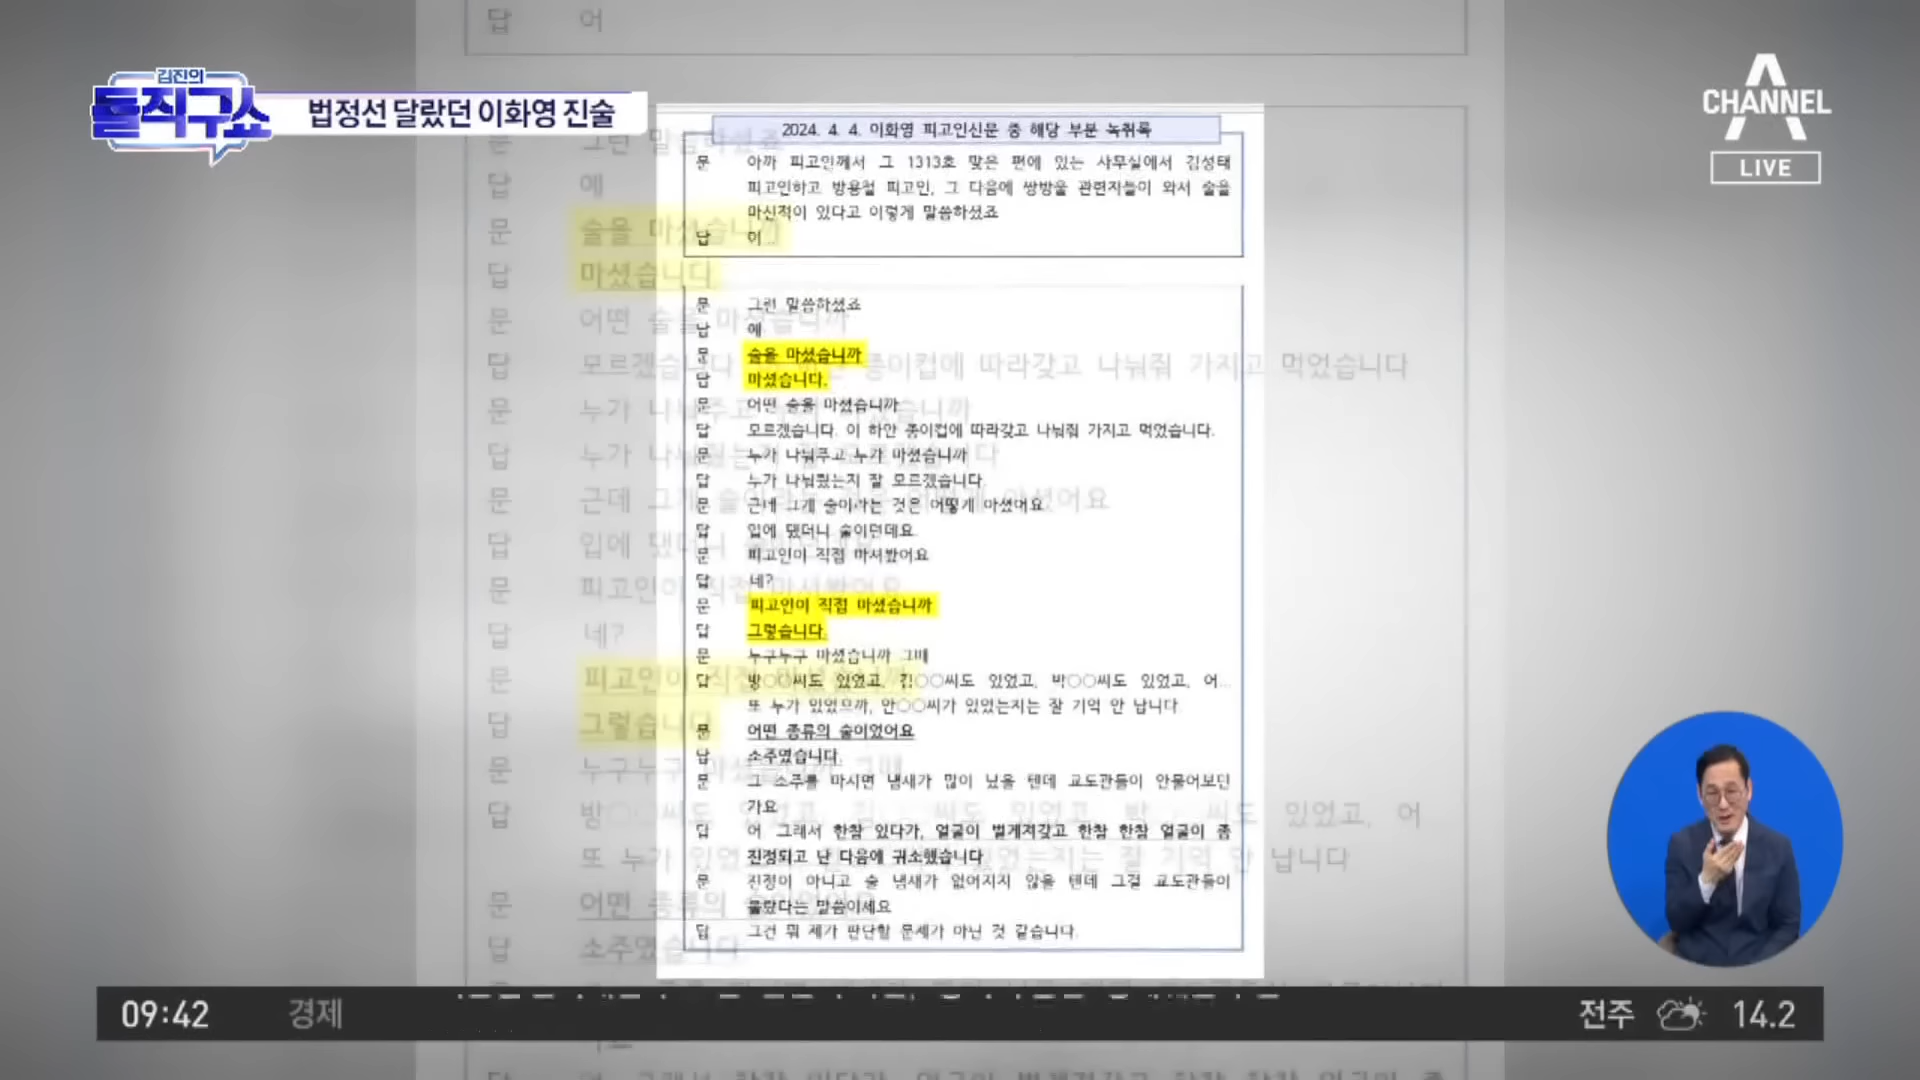 김진의
돌직구쇼
법정선 달랐던 이화영 진술
CHANNEL A
LIVE
2024. 4. 4. 이화영 피고인신문 중 해당 부분 녹취록
문 아까 피고인께서 그 1313호 맞은 편에 있는 사무실에서 김성태
피고인하고 방용철 피고인, 그 다음에 쌍방울 관련자들이 와서 술을
마신적이 있다고 이렇게 말씀하셨죠
답 어...
문 그런 말씀하셨죠
답 예
문 술을 마셨습니까
답 마셨습니다.
문 어떤 술을 마셨습니까
답 모르겠습니다. 이 하얀 종이컵에 따라갖고 나눠줘 가지고 먹었습니다.
문 누가 나눠주고 누가 마셨습니까
답 누가 나눠줬는지 잘 모르겠습니다.
문 근데 그게 술이라는 것은 어떻게 마셨어요
답 입에 댔더니 술이던데요.
문 피고인이 직접 마셔봤어요
답 네?
문 피고인이 직접 마셨습니까
답 그렇습니다.
문 누구누구 마셨습니까 그때
답 방○○씨도 있었고, 김○○씨도 있었고, 박○○씨도 있었고, 어...
또 누가 있었으까, 안○○씨가 있었는지는 잘 기억 안 납니다
문 어떤 종류의 술이었어요
답 소주였습니다.
문 그 소주를 마시면 냄새가 많이 났을 텐데 교도관들이 안물어보던
가요
답 어 그래서 한참 있다가, 얼굴이 벌게져갖고 한참 한참 얼굴이 좀
진정되고 난 다음에 귀소했습니다
문 진정이 아니고 술 냄새가 없어지지 않을 텐데 그걸 교도관들이
몰랐다는 말씀이세요
답 그건 뭐 제가 판단할 문제가 아닌 것 같습니다.
09:42 경제
전주 14.2